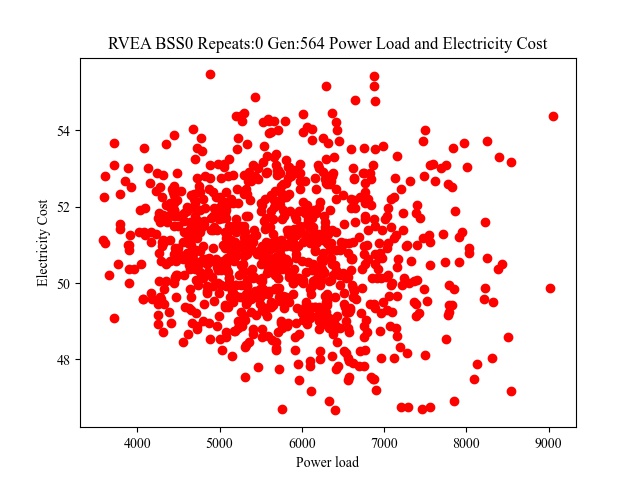 RVEA BSS0 Repeats:0 Gen:564 Power Load and Electricity Cost
54
52
50
48
Electricity Cost
4000 5000 6000 7000 8000 9000
Power load